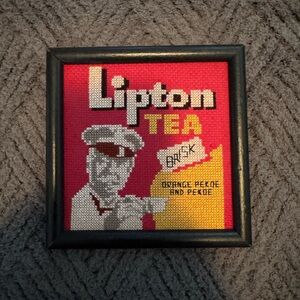 Lipton
TEA
BRISK
ORANGE PEKOE
AND PEKOE